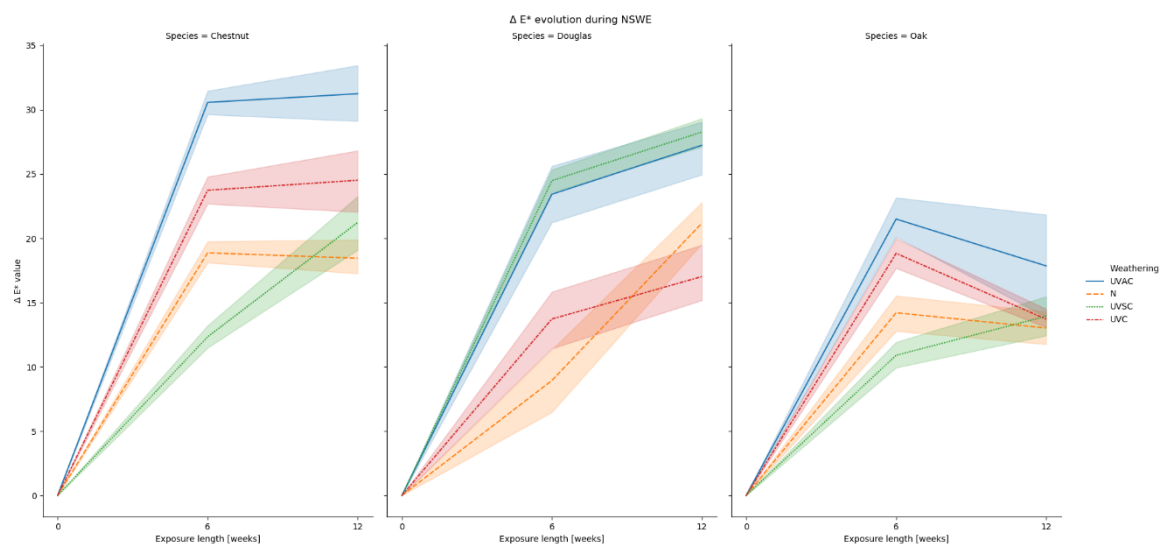 Δ E* evolution during NSWE
Species = Chestnut
Species = Douglas
Species = Oak
35
30
25
20
15
10
5
0
Δ E* value
0
6
12
Exposure length [weeks]
0
6
12
Exposure length [weeks]
0
6
12
Exposure length [weeks]
Weathering
UVAC
N
UVSC
UVC